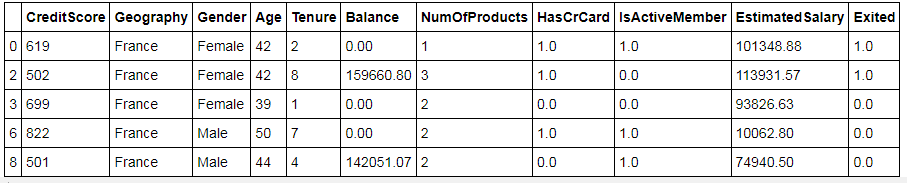 CreditScore Geography Gender Age Tenure Balance NumOfProducts HasCrCard IsActiveMember EstimatedSalary Exited
0 619 France Female 42 2 0.00 1 1.0 1.0 101348.88 1.0
2 502 France Female 42 8 159660.80 3 1.0 0.0 113931.57 1.0
3 699 France Female 39 1 0.00 2 0.0 0.0 93826.63 0.0
6 822 France Male 50 7 0.00 2 1.0 1.0 10062.80 0.0
8 501 France Male 44 4 142051.07 2 0.0 1.0 74940.50 0.0